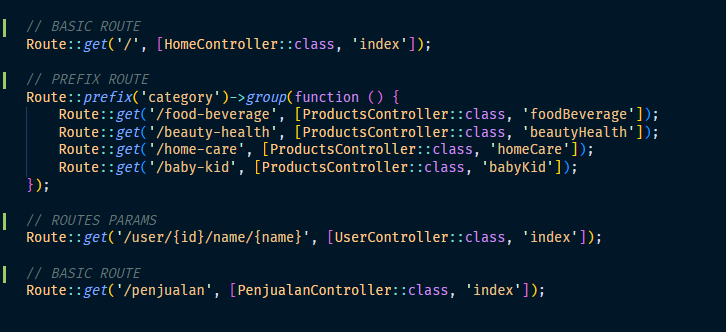 // BASIC ROUTE
Route::get('/', [HomeController::class, 'index']);
// PREFIX ROUTE
Route::prefix('category')->group(function () {
Route::get('/food-beverage', [ProductsController::class, 'foodBeverage']);
Route::get('/beauty-health', [ProductsController::class, 'beautyHealth']);
Route::get('/home-care', [ProductsController::class, 'homeCare']);
Route::get('/baby-kid', [ProductsController::class, 'babyKid']);
});
// ROUTES PARAMS
Route::get('/user/{id}/name/{name}', [UserController::class, 'index']);
// BASIC ROUTE
Route::get('/penjualan', [PenjualanController::class, 'index']);